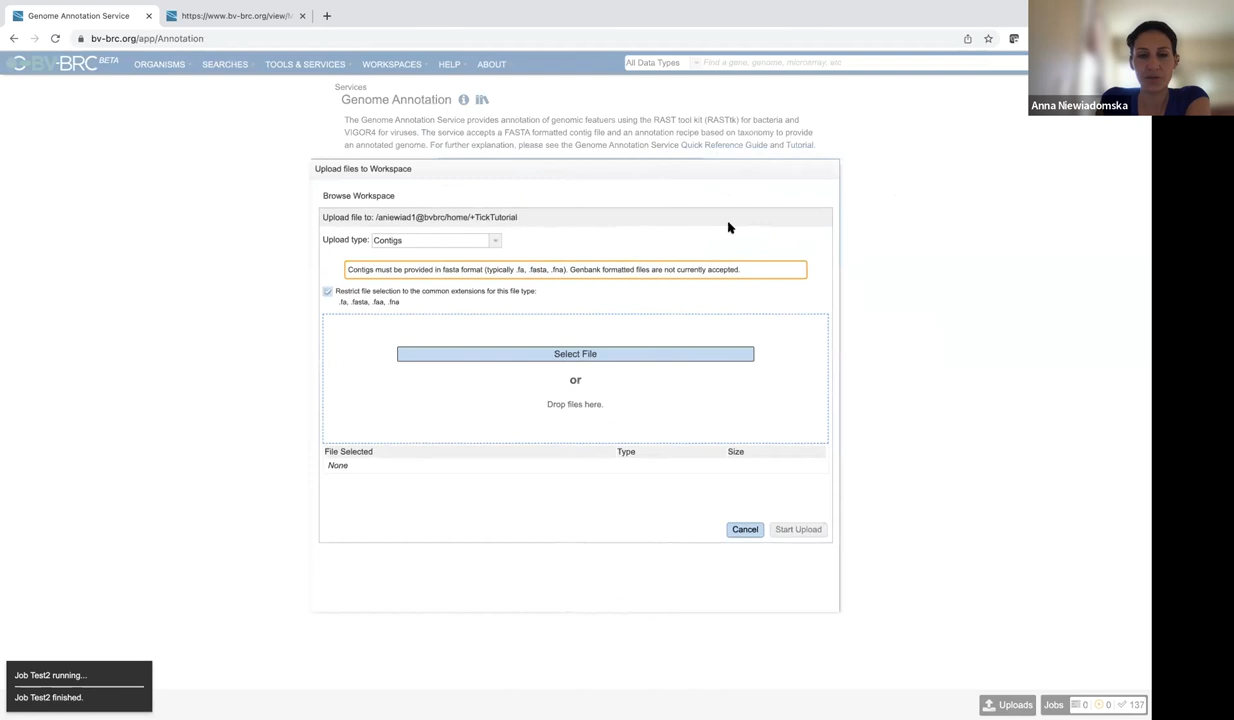 Genome Annotation Service
https://www.bv-brc.org/view/
bv-brc.org/app/Annotation
BV-BRC BETA
ORGANISMS
SEARCHES
TOOLS & SERVICES
WORKSPACES
HELP
ABOUT
All Data Types
Find a gene, genome, microarray, etc
Anna Niewiadomska
Services
Genome Annotation
The Genome Annotation Service provides annotation of genomic featuers using the RAST tool kit (RASTtk) for bacteria and
VIGOR4 for viruses. The service accepts a FASTA formatted contig file and an annotation recipe based on taxonomy to provide
an annotated genome. For further explanation, please see the Genome Annotation Service Quick Reference Guide and Tutorial.
Upload files to Workspace
Browse Workspace
Upload file to: /aniewiad1@bvbrc/home/+TickTutorial
Upload type: Contigs
Contigs must be provided in fasta format (typically .fa, .fasta, .fna). Genbank formatted files are not currently accepted.
Restrict file selection to the common extensions for this file type:
.fa, .fasta, .faa, .fna
Select File
or
Drop files here.
File Selected Type Size
None
Cancel Start Upload
Job Test2 running...
Job Test2 finished.
Uploads Jobs 0 0 137